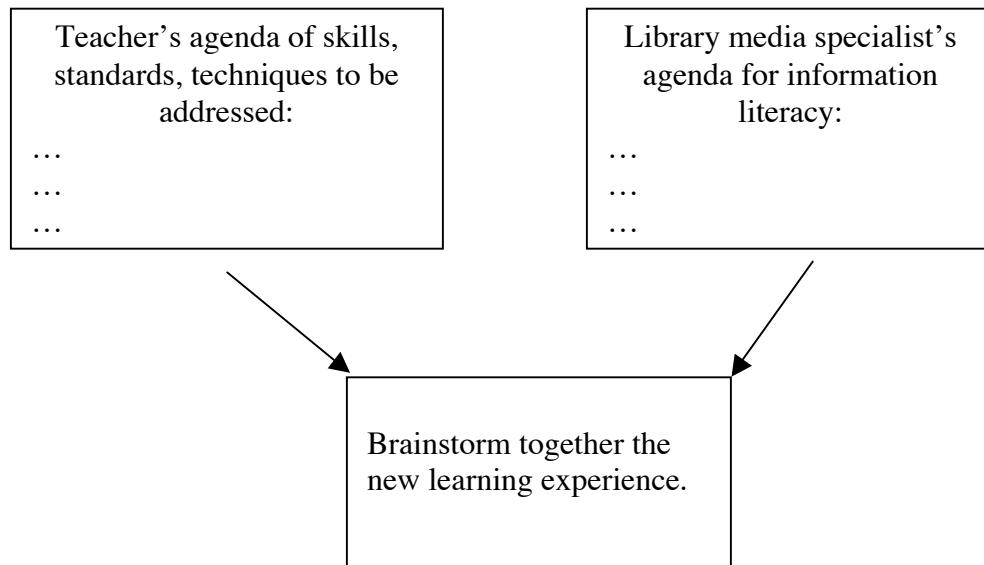 Teacher’s agenda of skills,
standards, techniques to be
addressed:
…
…
…
Library media specialist’s
agenda for information
literacy:
…
…
…
Brainstorm together the
new learning experience.